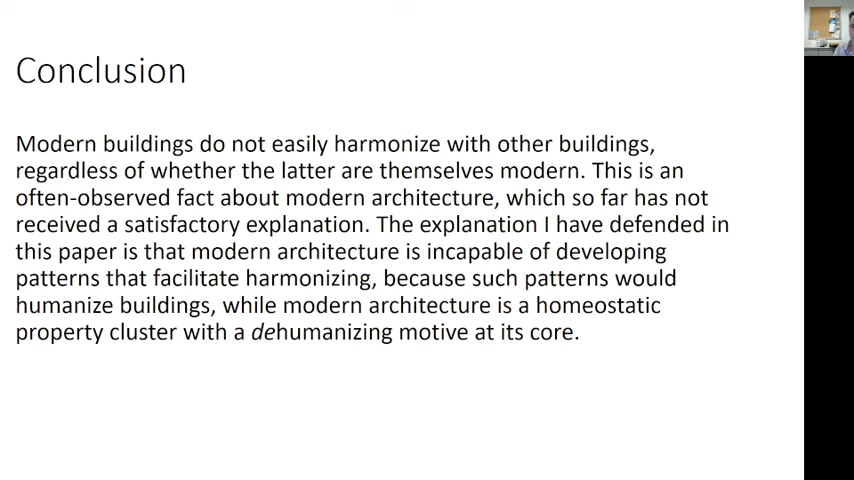 Conclusion
Modern buildings do not easily harmonize with other buildings,
regardless of whether the latter are themselves modern. This is an
often-observed fact about modern architecture, which so far has not
received a satisfactory explanation. The explanation I have defended in
this paper is that modern architecture is incapable of developing
patterns that facilitate harmonizing, because such patterns would
humanize buildings, while modern architecture is a homeostatic
property cluster with a dehumanizing motive at its core.